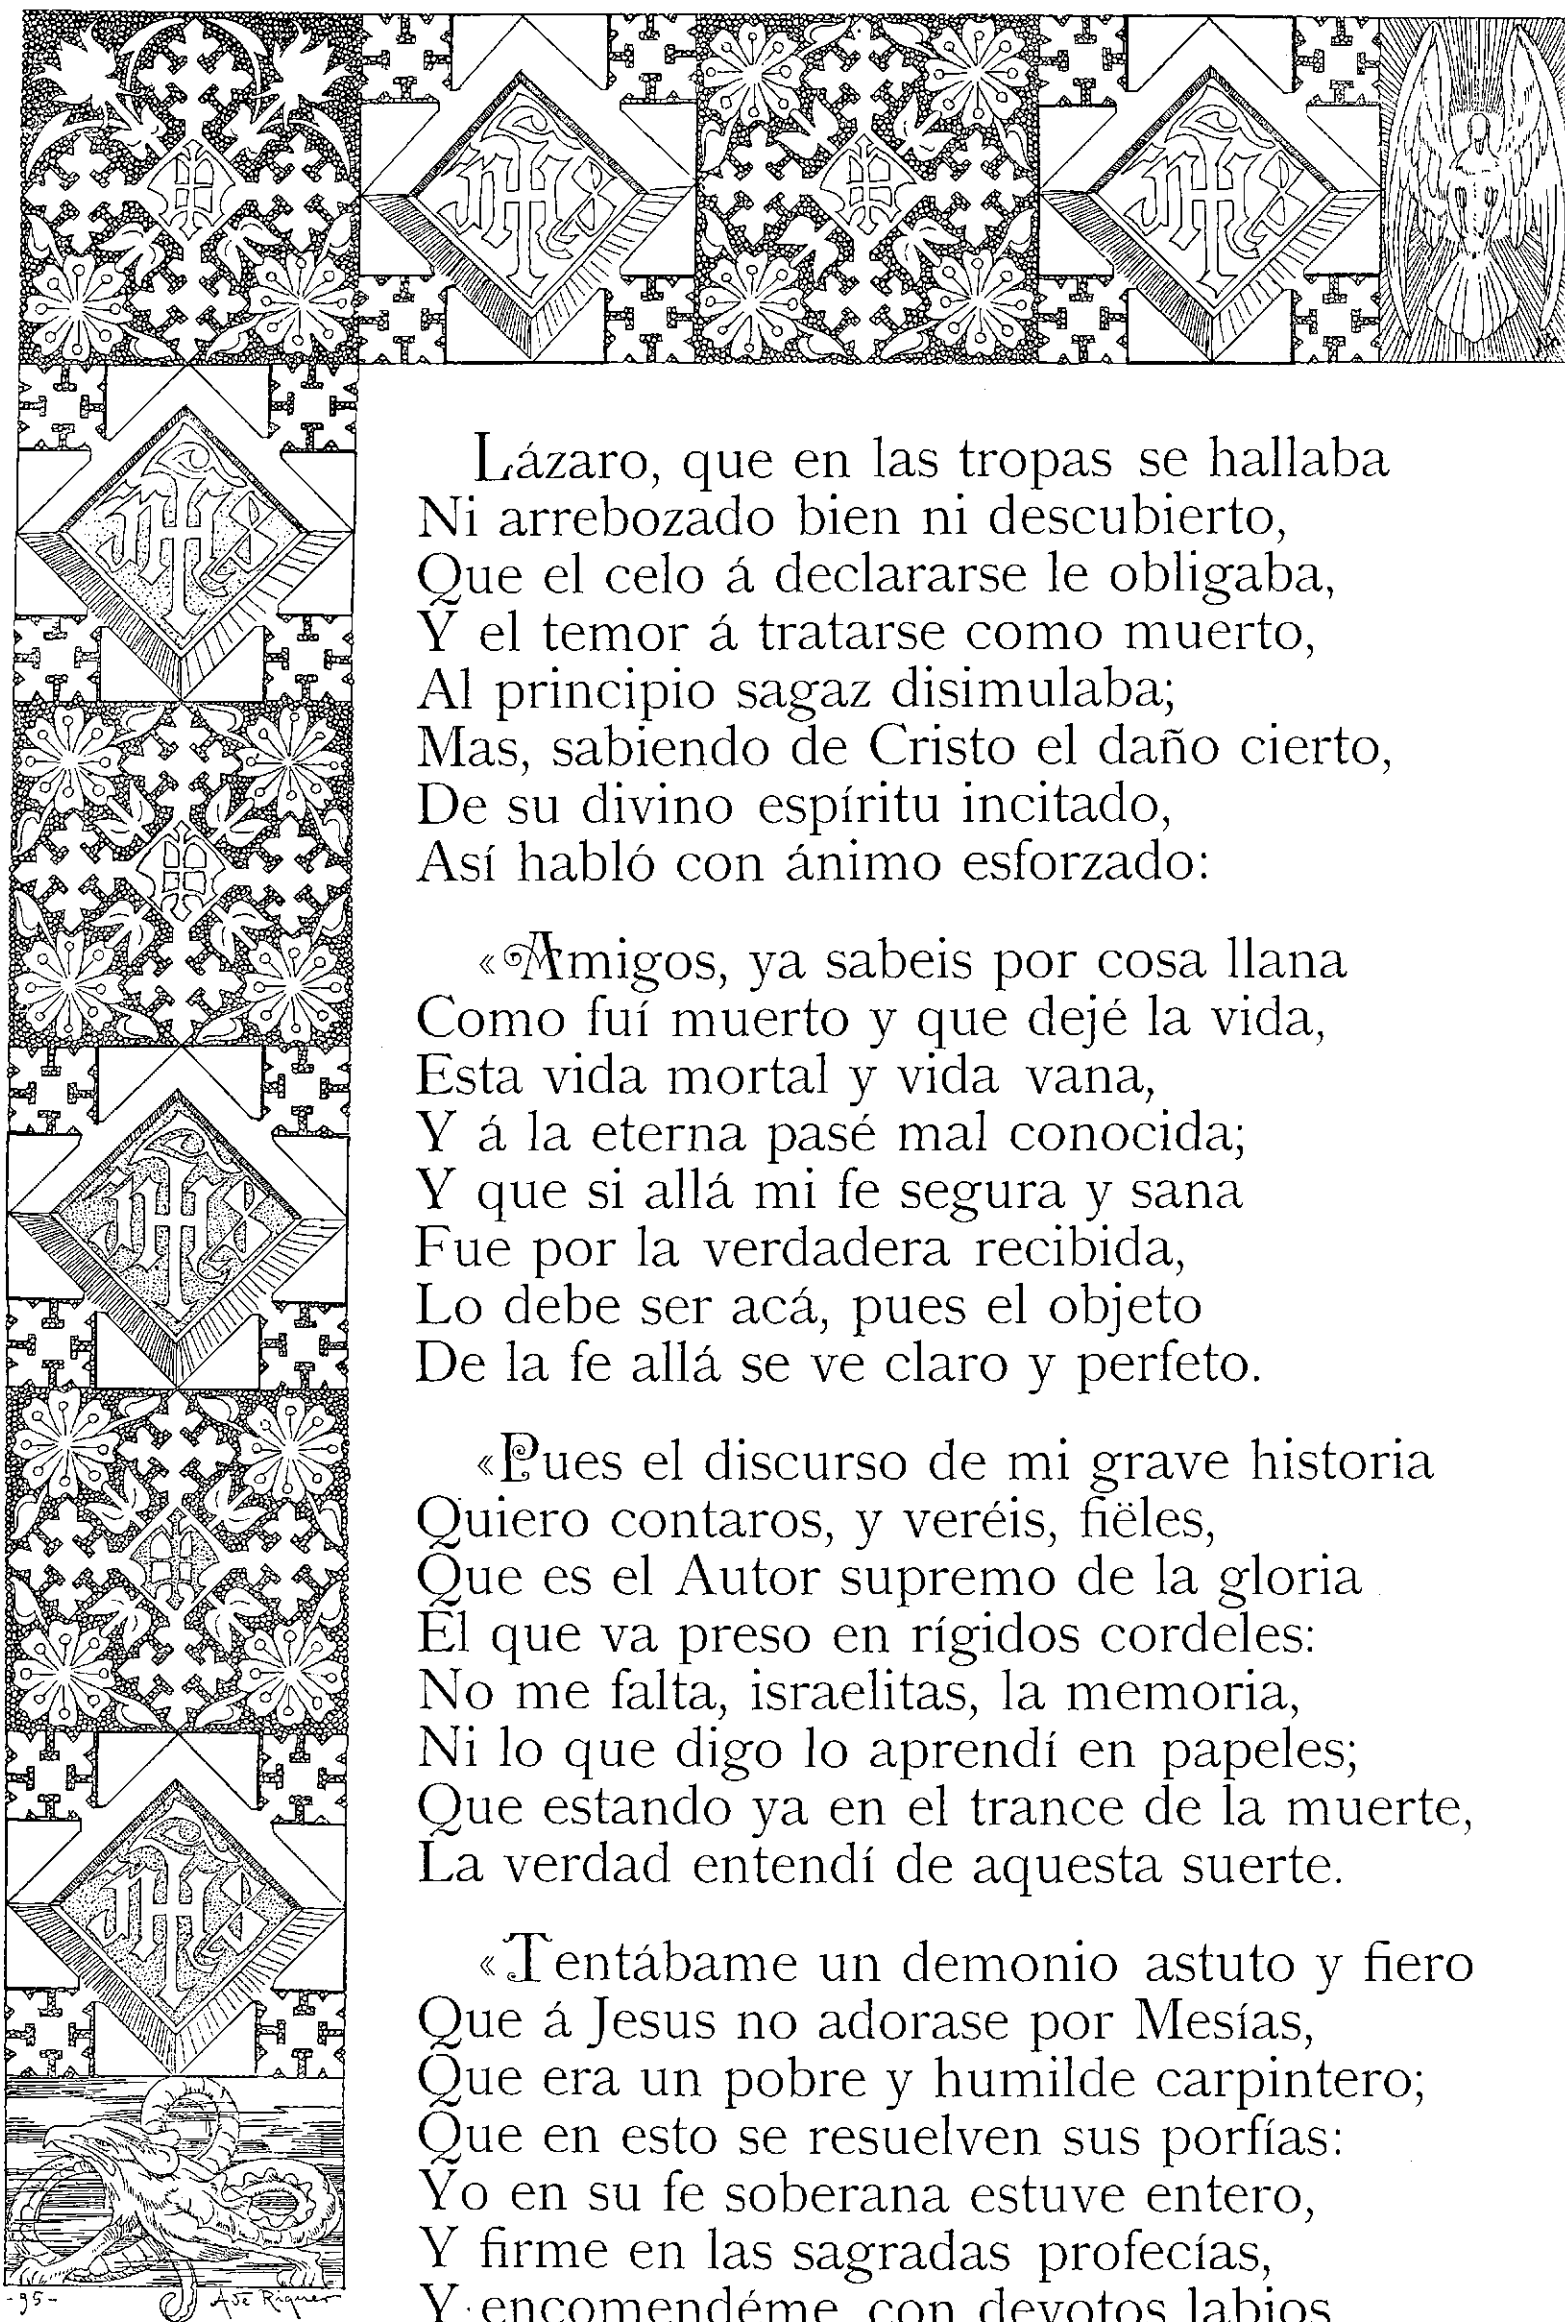 Lázaro, que en las tropas se hallaba
Ni arrebozado bien ni descubierto,
Que el celo á declararse le obligaba,
Y el temor á tratarse como muerto,
Al principio sagaz disimulaba;
Mas, sabiendo de Cristo el daño cierto,
De su divino espíritu incitado,
Así habló con ánimo esforzado:
«Amigos, ya sabeis por cosa llana
Como fuí muerto y que dejé la vida,
Esta vida mortal y vida vana,
Y á la eterna pasé mal conocida;
Y que si allá mi fe segura y sana
Fue por la verdadera recibida,
Lo debe ser acá, pues el objeto
De la fe allá se ve claro y perfeto.
«Pues el discurso de mi grave historia
Quiero contaros, y veréis, fiëles,
Que es el Autor supremo de la gloria
El que va preso en rígidos cordeles:
No me falta, israelitas, la memoria,
Ni lo que digo lo aprendí en papeles;
Que estando ya en el trance de la muerte,
La verdad entendí de aquesta suerte.
«Tentábame un demonio astuto y fiero
Que á Jesus no adorase por Mesías,
Que era un pobre y humilde carpintero;
Que en esto se resuelven sus porfías:
Yo en su fe soberana estuve entero,
Y firme en las sagradas profecías,
-95- A de Riquer
Y encomendéme con devotos labios